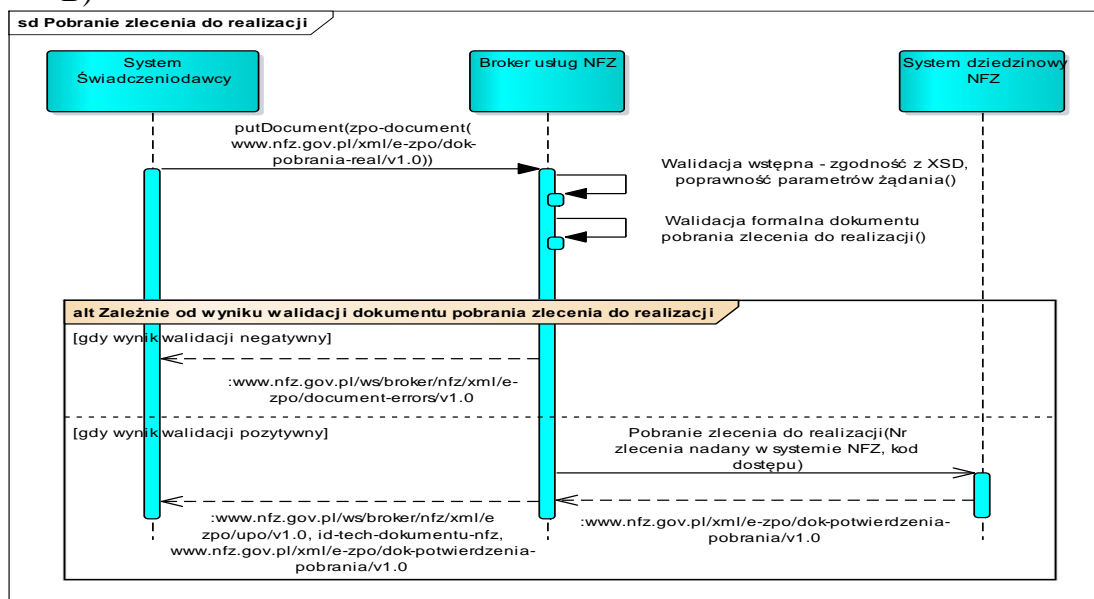 B)
sd Pobranie zlecenia do realizacji
System
Świadczeniodawcy
Broker usług NFZ
System dziedzinowy
NFZ
putDocument(zpo-document(
www.nfz.gov.pl/xml/e-zpo/dok-
pobrania-real/v1.0))
Walidacja wstępna - zgodność z XSD,
poprawność parametrów żądania()
Walidacja formalna dokumentu
pobrania zlecenia do realizacji()
alt Zależnie od wyniku walidacji dokumentu pobrania zlecenia do realizacji
[gdy wynik walidacji negatywny]
:www.nfz.gov.pl/ws/broker/nfz/xml/e-
zpo/document-errors/v1.0
[gdy wynik walidacji pozytywny]
Pobranie zlecenia do realizacji(Nr
zlecenia nadany w systemie NFZ, kod
dostępu)
:www.nfz.gov.pl/ws/broker/nfz/xml/e
zpo/upo/v1.0, id-tech-dokumentu-nfz,
www.nfz.gov.pl/xml/e-zpo/dok-potwierdzenia-
pobrania/v1.0
:www.nfz.gov.pl/xml/e-zpo/dok-potwierdzenia-
pobrania/v1.0